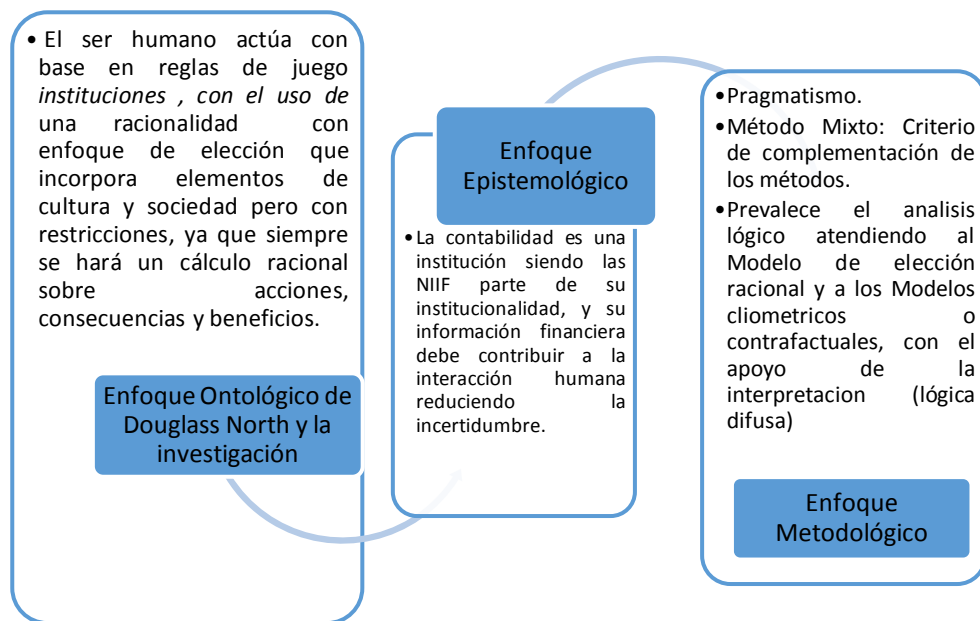 • El ser humano actúa con
base en reglas de juego
instituciones , con el uso de
una racionalidad con
enfoque de elección que
incorpora elementos de
cultura y sociedad pero con
restricciones, ya que siempre
se hará un cálculo racional
sobre acciones,
consecuencias y beneficios.
Enfoque Ontológico de
Douglass North y la
investigación
Enfoque
Epistemológico
• La contabilidad es una
institución siendo las
NIIF parte de su
institucionalidad, y su
información financiera
debe contribuir a la
interacción humana
reduciendo la
incertidumbre.
• Pragmatismo.
• Método Mixto: Criterio
de complementación de
los métodos.
• Prevalece el analisis
lógico atendiendo al
Modelo de elección
racional y a los Modelos
cliometricos o
contrafactuales, con el
apoyo de la
interpretacion (lógica
difusa)
Enfoque
Metodológico